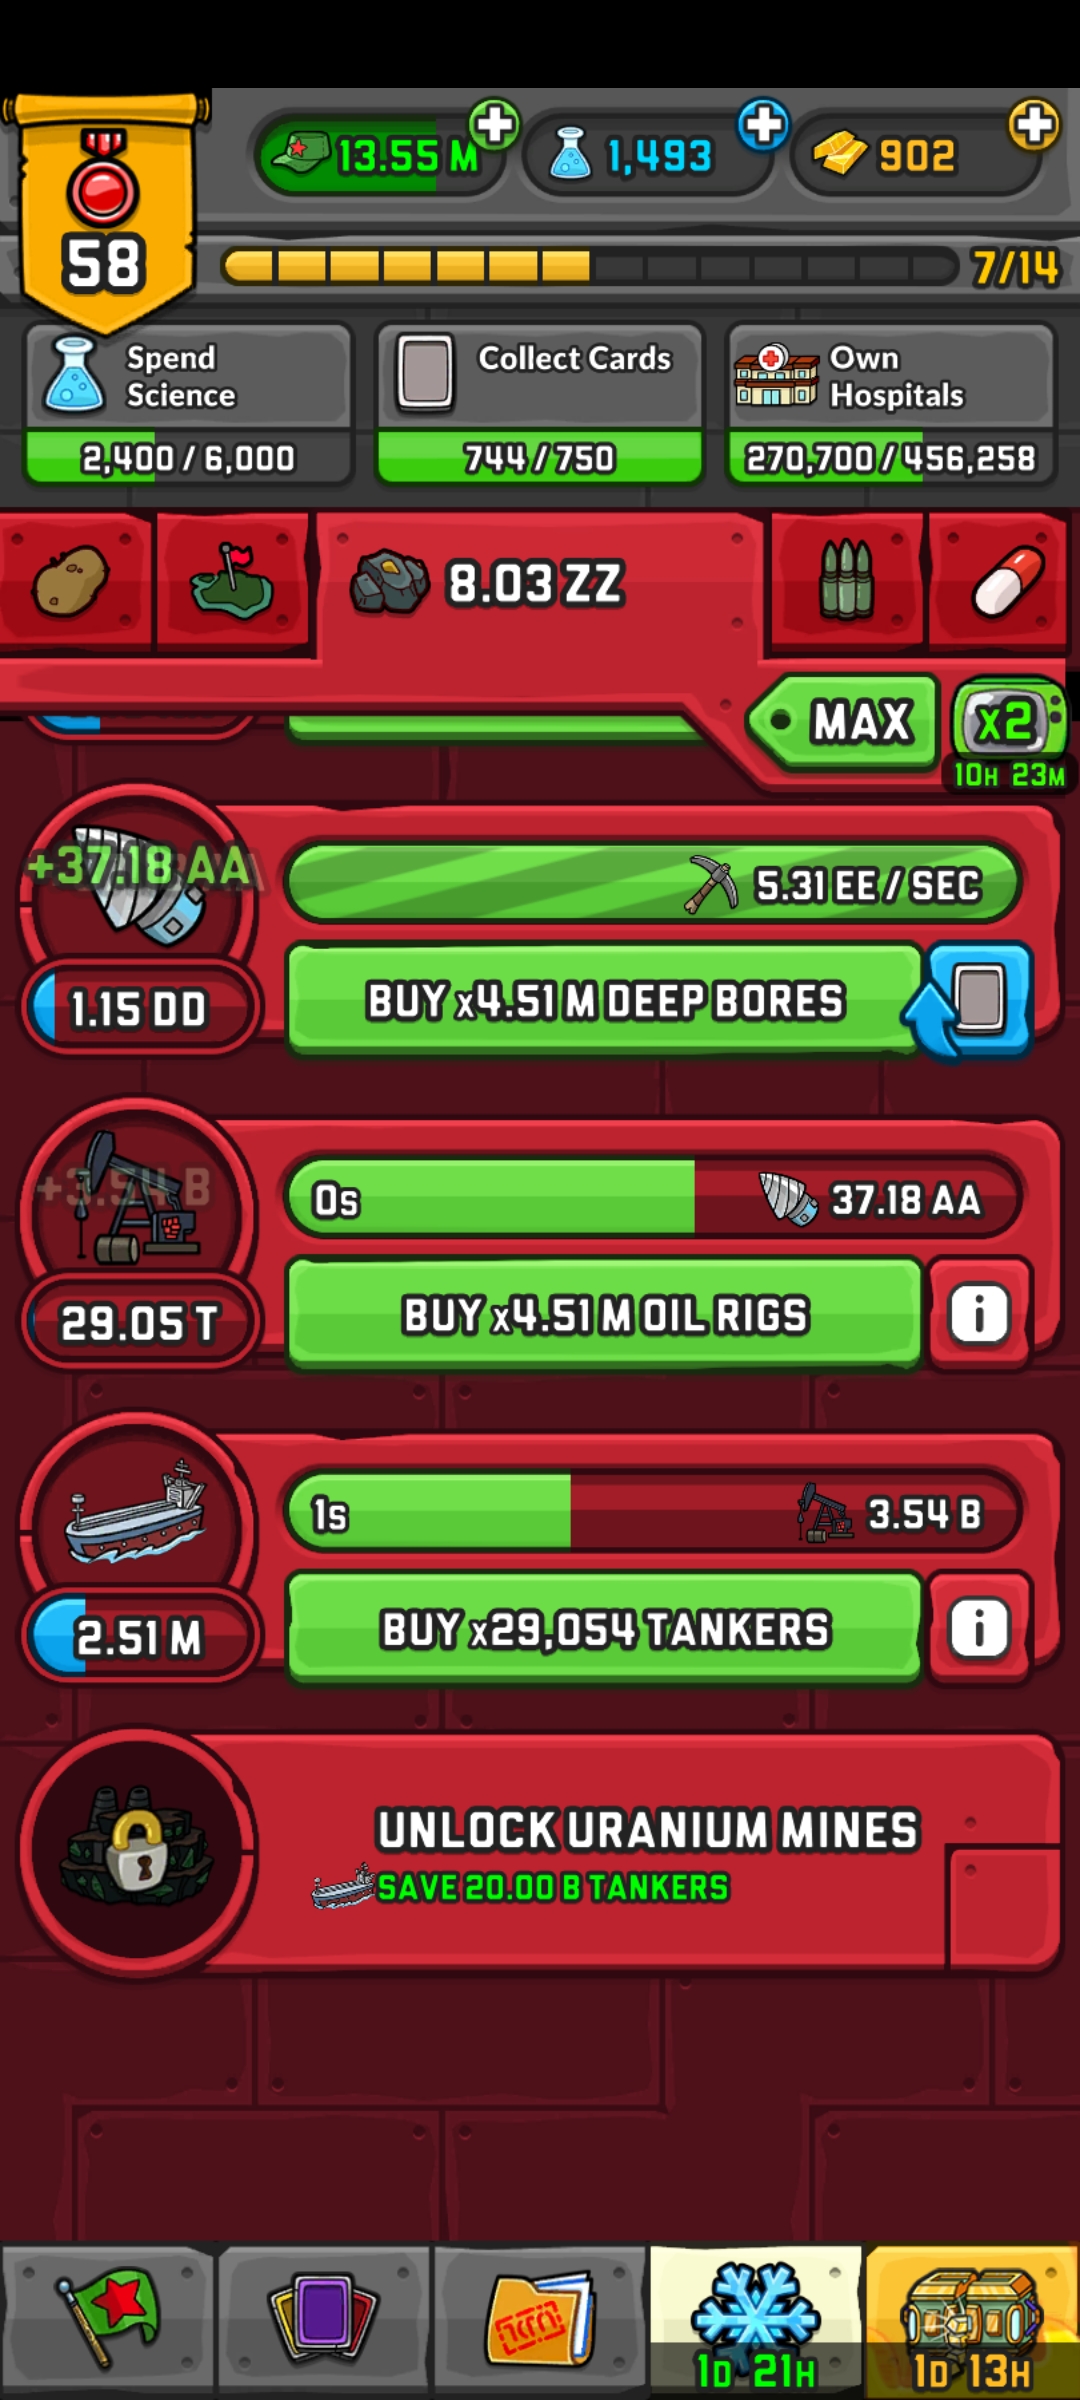 58
13.55 M
1,493
902
7/14
Spend
Science
2,400 / 6,000
Collect Cards
744 / 750
Own
Hospitals
270,700 / 456,258
8.03 ZZ
MAX
x2
10H 23M
+37.18 AA
5.31 EE / SEC
1.15 DD
BUY x4.51 M DEEP BORES
+3.54 B
0s
37.18 AA
29.05 T
BUY x4.51 M OIL RIGS
i
1s
3.54 B
2.51 M
BUY x29,054 TANKERS
i
UNLOCK URANIUM MINES
SAVE 20.00 B TANKERS
1D 21H
1D 13H